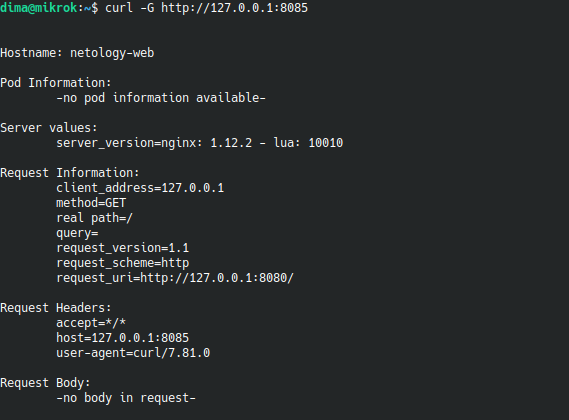 dima@mikrok:~$ curl -G http://127.0.0.1:8085
Hostname: netology-web
Pod Information:
-no pod information available-
Server values:
server_version=nginx: 1.12.2 - lua: 10010
Request Information:
client_address=127.0.0.1
method=GET
real path=/
query=
request_version=1.1
request_scheme=http
request_uri=http://127.0.0.1:8080/
Request Headers:
accept=*/*
host=127.0.0.1:8085
user-agent=curl/7.81.0
Request Body:
-no body in request-